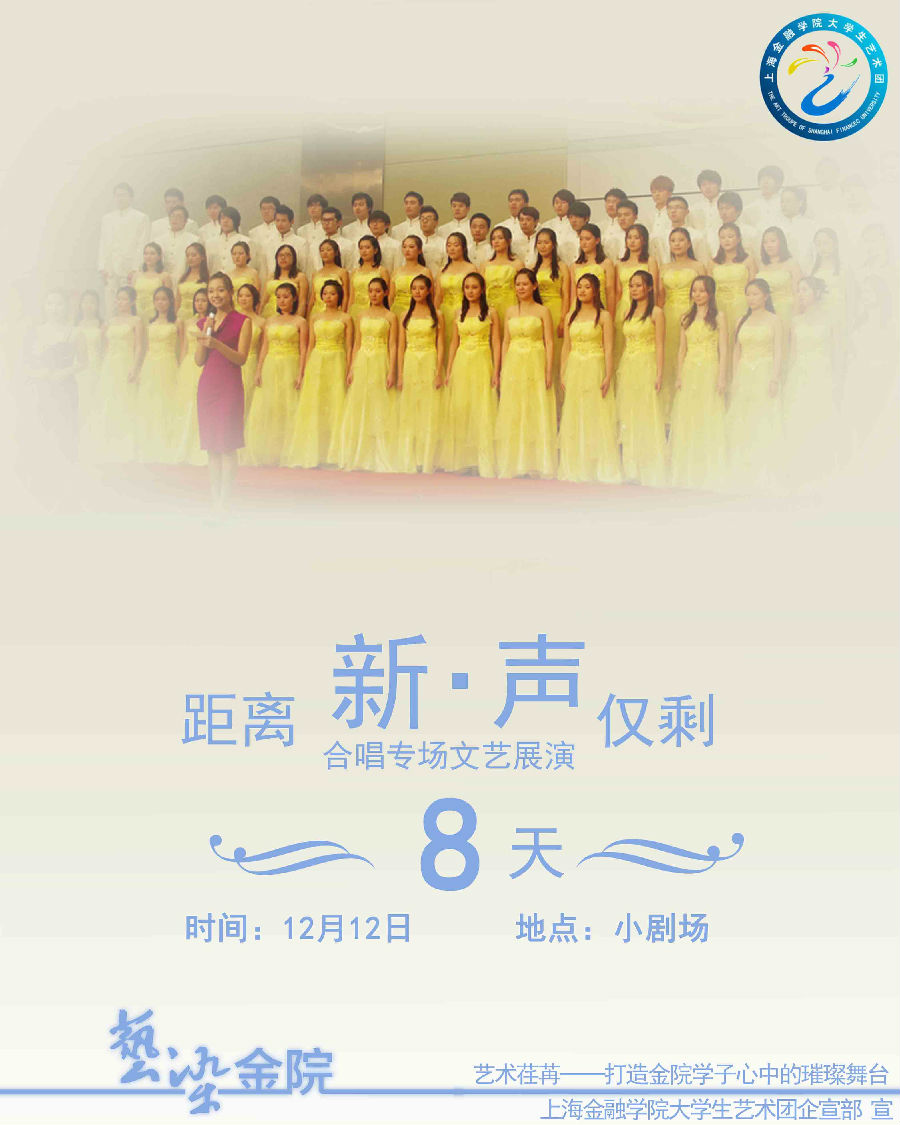 上海金融学院大学生艺术团
THE ART TROUPE OF SHANGHAI FINANCEC UNIVERSITY
距离 新·声 仅剩
合唱专场文艺展演
8 天
时间：12月12日 地点：小剧场
藝染金院
艺术荏苒——打造金院学子心中的璀璨舞台
上海金融学院大学生艺术团企宣部 宣